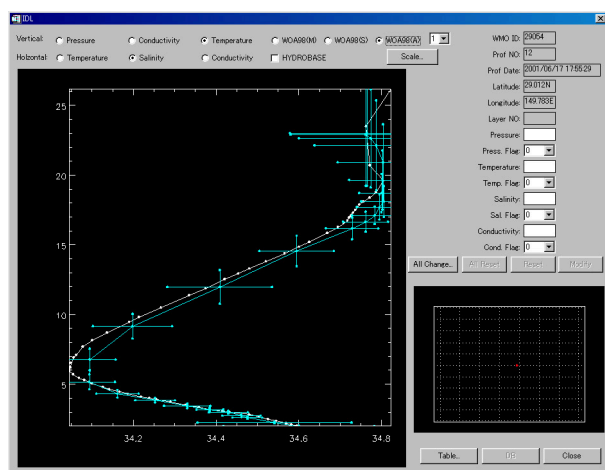 IDL
Vertical: Pressure Conductivity Temperature WOA98(M) WOA98(S) WOA98(A) 1
Hoizontal: Temperature Salinity Conductivity HYDROBASE Scale..
WMO ID: 29054
Prof NO: 12
Prof Date: 2001/06/17 17:55:29
Latitude: 29.012N
Longitude: 149.783E
Layer NO:
Pressure:
Press. Flag: 0
Temperature:
Temp. Flag: 0
Salinity:
Sal. Flag: 0
Conductivity:
Cond. Flag: 0
All Change.. All Reset Reset Modify
25
20
15
10
5
34.2 34.4 34.6 34.8
Table.. DB Close